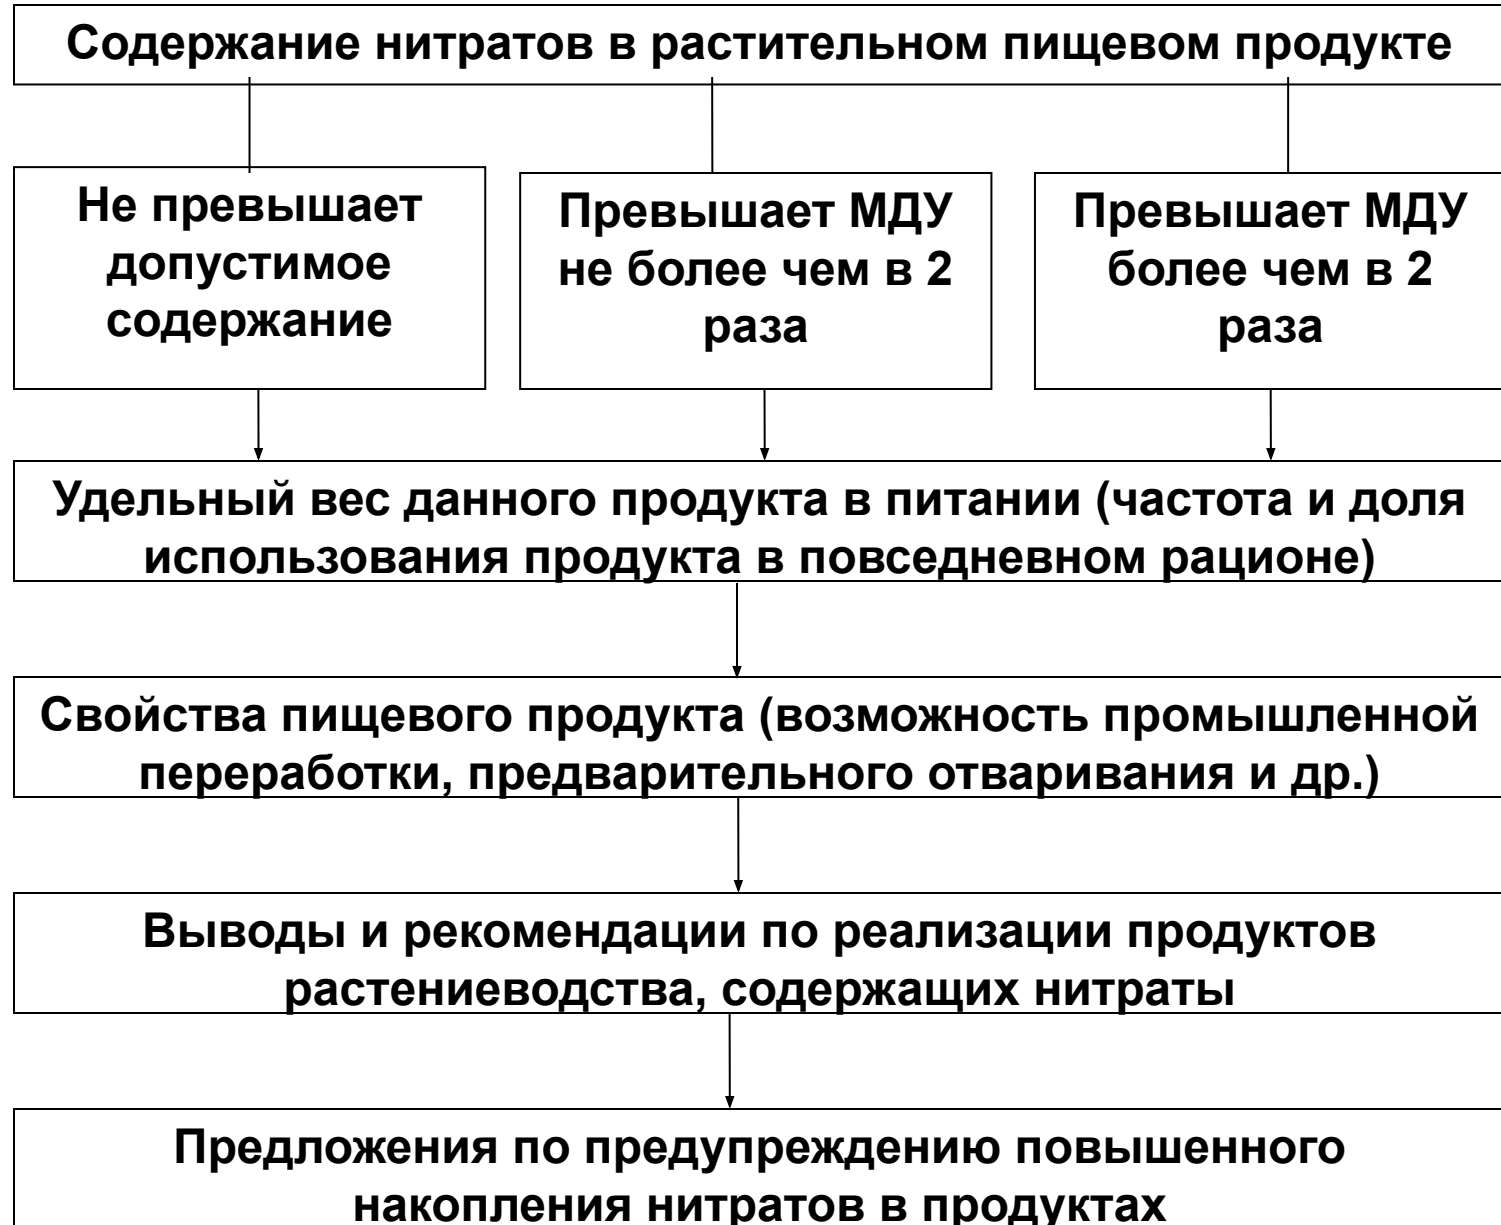 Содержание нитратов в растительном пищевом продукте
Не превышает
допустимое
содержание
Превышает МДУ
не более чем в 2
раза
Превышает МДУ
более чем в 2
раза
Удельный вес данного продукта в питании (частота и доля
использования продукта в повседневном рационе)
Свойства пищевого продукта (возможность промышленной
переработки, предварительного отваривания и др.)
Выводы и рекомендации по реализации продуктов
растениеводства, содержащих нитраты
Предложения по предупреждению повышенного
накопления нитратов в продуктах